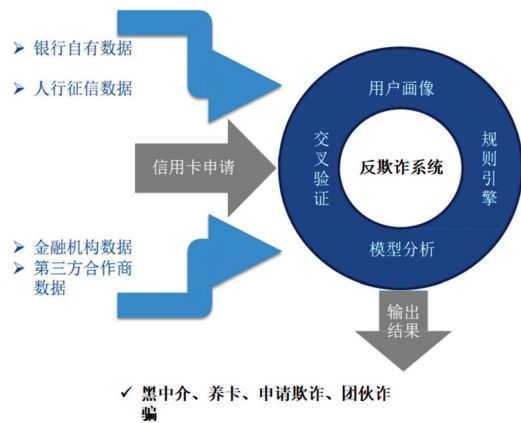 银行自有数据
人行征信数据
信用卡申请
金融机构数据
第三方合作商
数据
用户画像
交叉验证
反欺诈系统
规则引擎
模型分析
输出
结果
黑中介、养卡、申请欺诈、团伙诈
骗